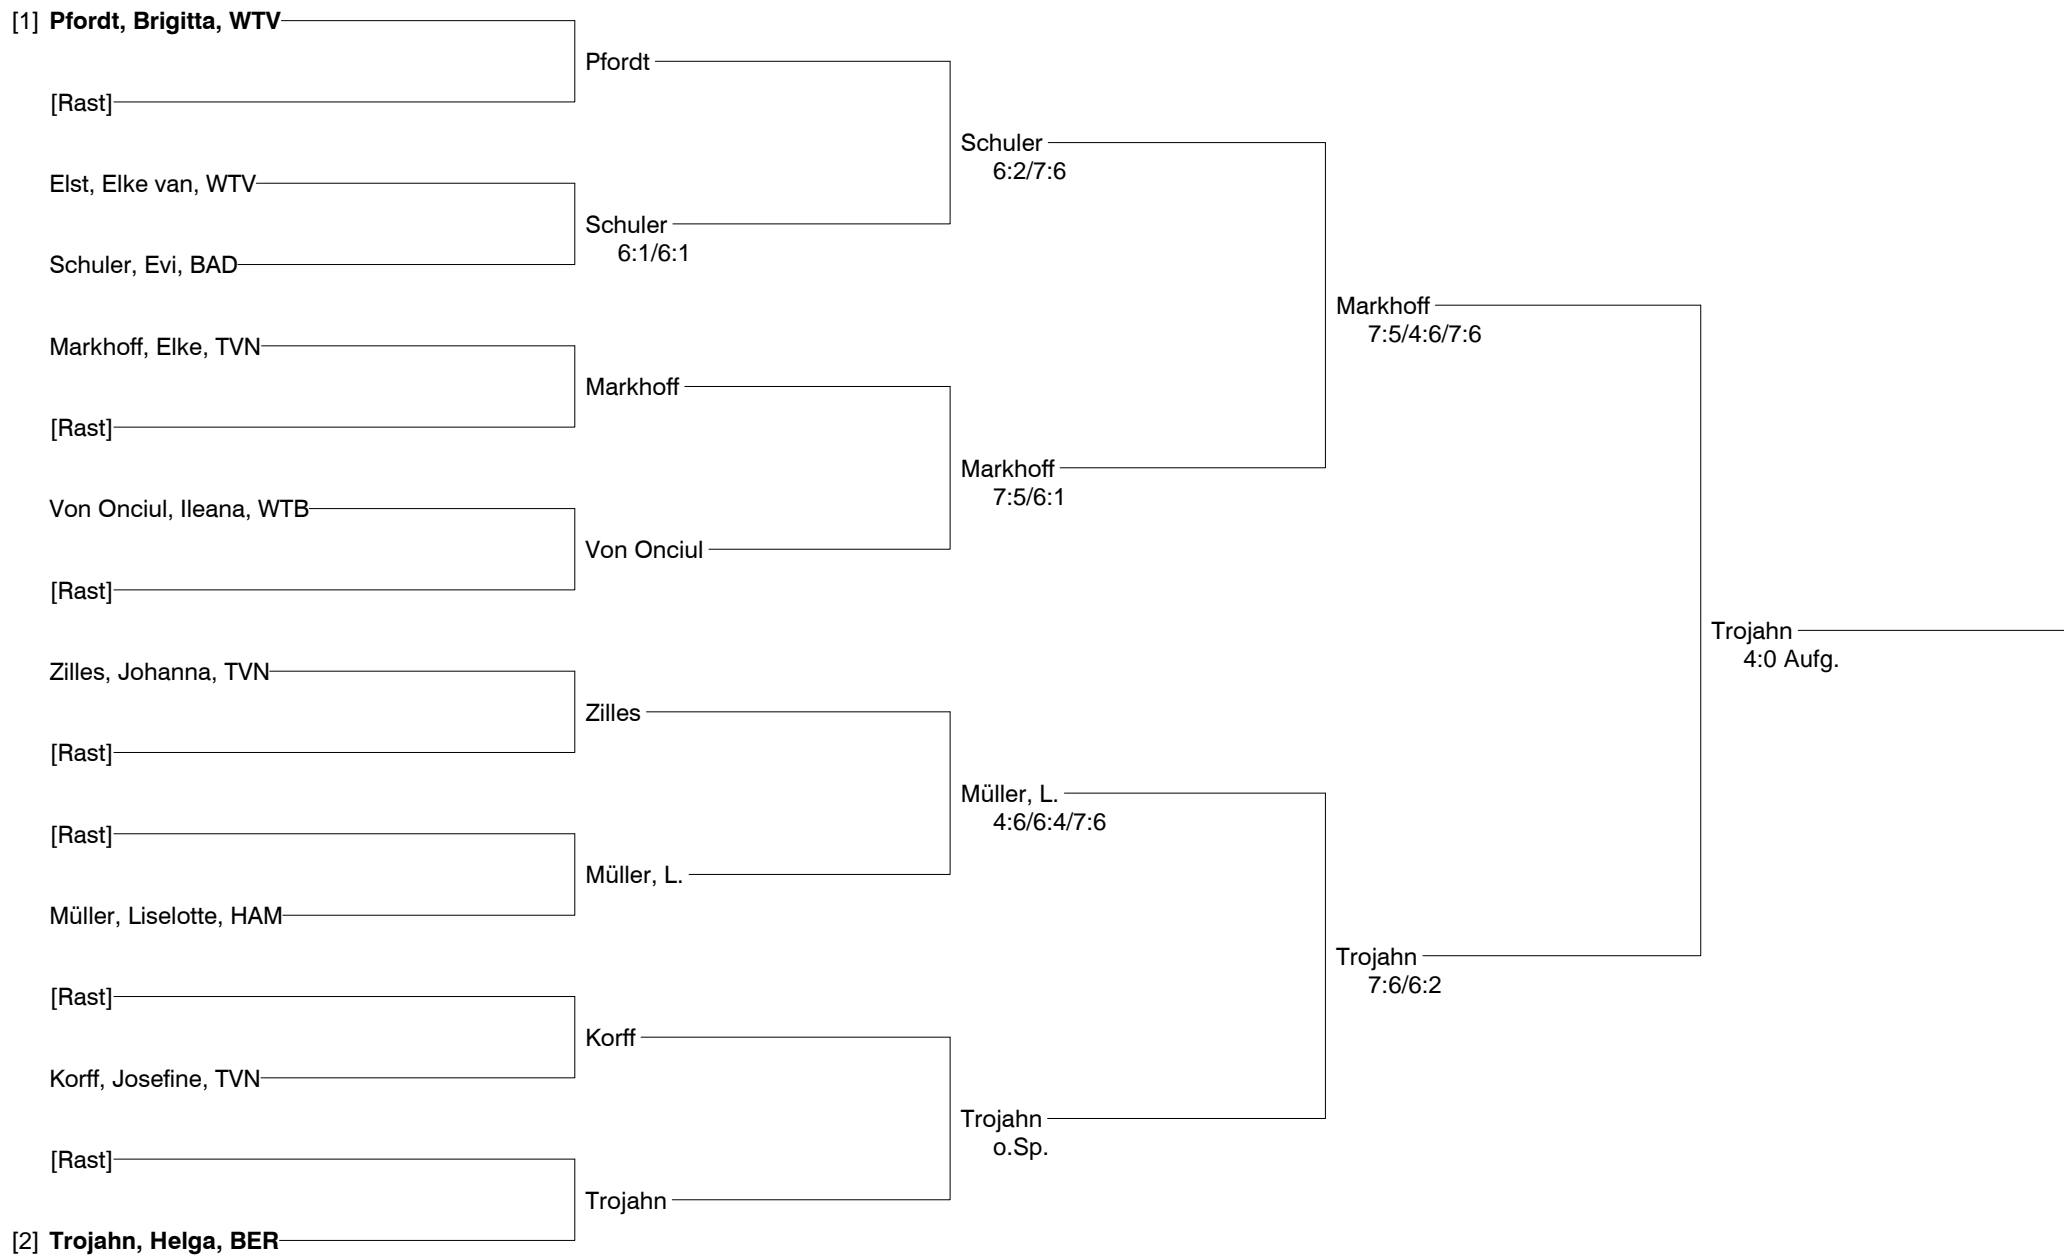 [1] Pfordt, Brigitta, WTV
[Rast]
Elst, Elke van, WTV
Schuler, Evi, BAD
Markhoff, Elke, TVN
[Rast]
Von Onciul, Ileana, WTB
[Rast]
Zilles, Johanna, TVN
[Rast]
[Rast]
Müller, Liselotte, HAM
[Rast]
Korff, Josefine, TVN
[Rast]
[2] Trojahn, Helga, BER
Pfordt
Schuler
6:1/6:1
Markhoff
Von Onciul
Zilles
Müller, L.
Korff
Trojahn
Schuler
6:2/7:6
Markhoff
7:5/6:1
Müller, L.
4:6/6:4/7:6
Trojahn
o.Sp.
Markhoff
7:5/4:6/7:6
Trojahn
7:6/6:2
Trojahn
4:0 Aufg.